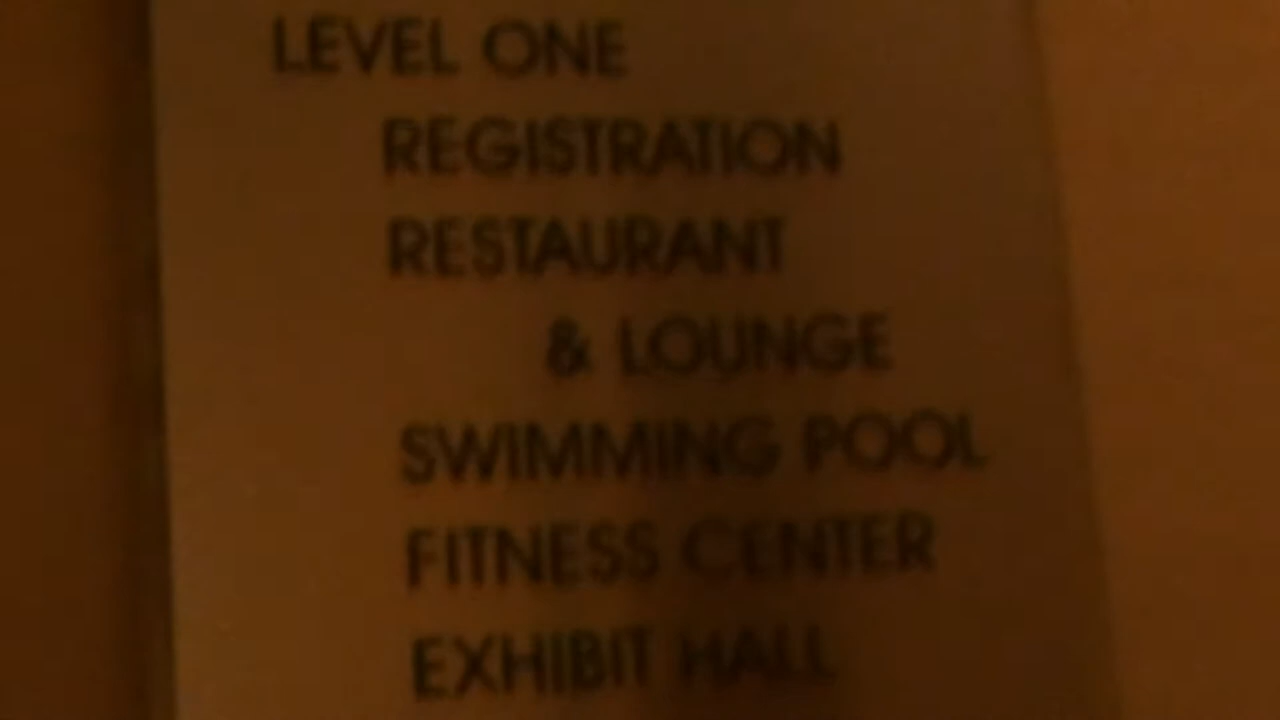 LEVEL ONE
REGISTRATION
RESTAURANT
& LOUNGE
SWIMMING POOL
FITNESS CENTER
EXHIBIT HALL